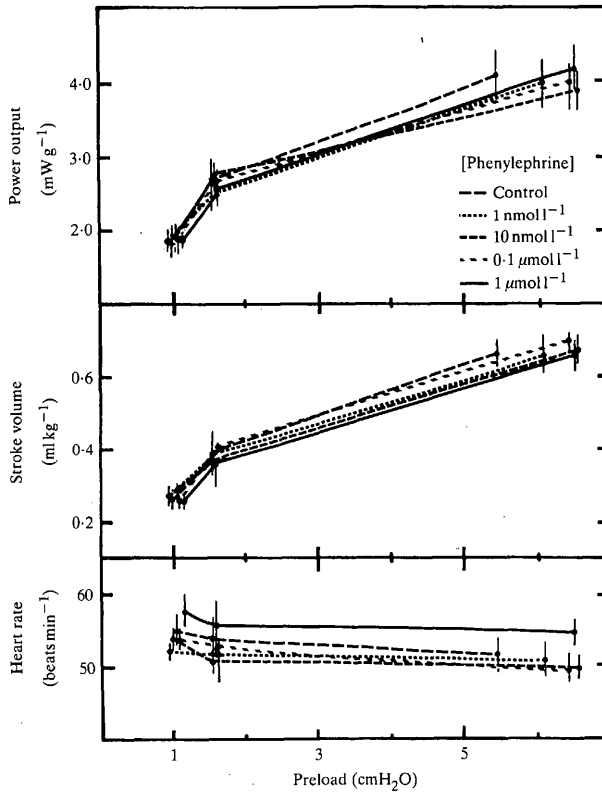 Power output
(mW g⁻¹)
4·0
3·0
2·0
[Phenylephrine]
Control
1 nmol l⁻¹
10 nmol l⁻¹
0·1 μmol l⁻¹
1 μmol l⁻¹
Stroke volume
(ml kg⁻¹)
0·6
0·4
0·2
Heart rate
(beats min⁻¹)
60
50
1
3
5
Preload (cmH₂O)